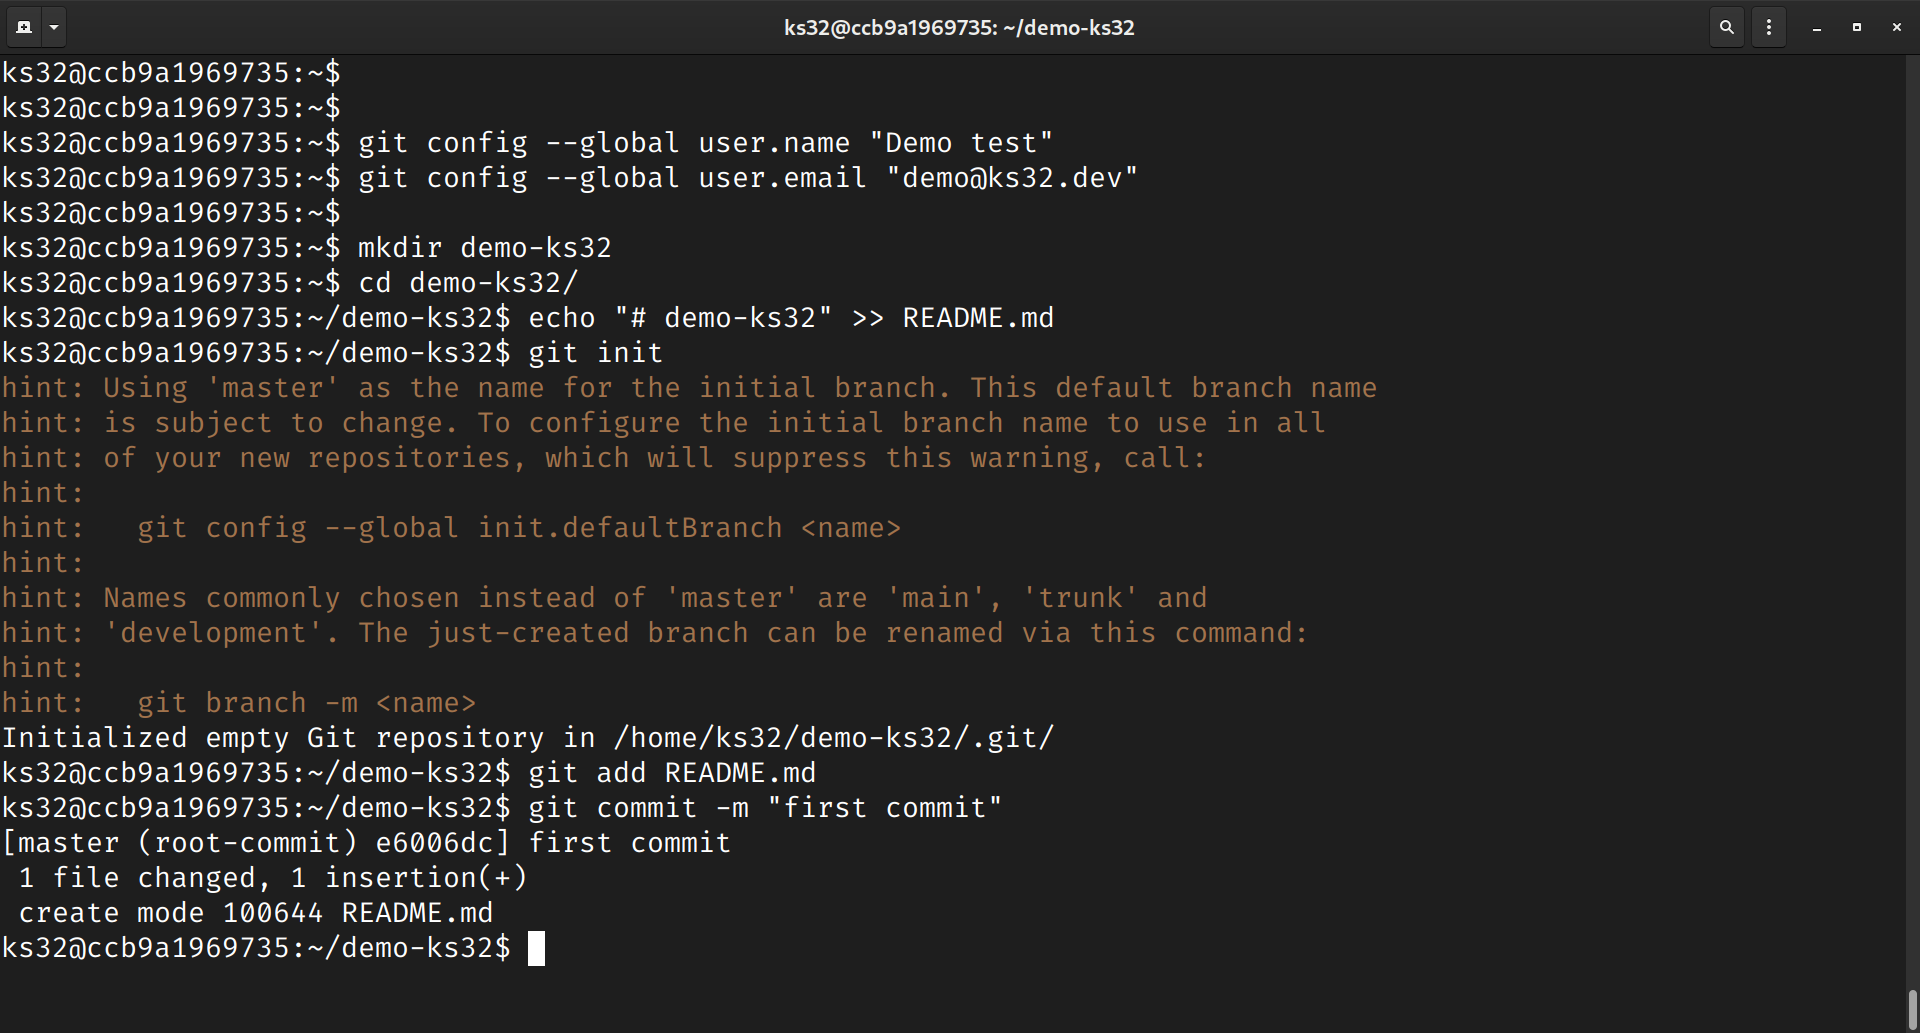 ks32@ccb9a1969735: ~/demo-ks32
ks32@ccb9a1969735:~$
ks32@ccb9a1969735:~$
ks32@ccb9a1969735:~$ git config --global user.name "Demo test"
ks32@ccb9a1969735:~$ git config --global user.email "demo@ks32.dev"
ks32@ccb9a1969735:~$
ks32@ccb9a1969735:~$ mkdir demo-ks32
ks32@ccb9a1969735:~$ cd demo-ks32/
ks32@ccb9a1969735:~/demo-ks32$ echo "# demo-ks32" >> README.md
ks32@ccb9a1969735:~/demo-ks32$ git init
hint: Using 'master' as the name for the initial branch. This default branch name
hint: is subject to change. To configure the initial branch name to use in all
hint: of your new repositories, which will suppress this warning, call:
hint:
hint:   git config --global init.defaultBranch <name>
hint:
hint: Names commonly chosen instead of 'master' are 'main', 'trunk' and
hint: 'development'. The just-created branch can be renamed via this command:
hint:
hint:   git branch -m <name>
Initialized empty Git repository in /home/ks32/demo-ks32/.git/
ks32@ccb9a1969735:~/demo-ks32$ git add README.md
ks32@ccb9a1969735:~/demo-ks32$ git commit -m "first commit"
[master (root-commit) e6006dc] first commit
 1 file changed, 1 insertion(+)
 create mode 100644 README.md
ks32@ccb9a1969735:~/demo-ks32$